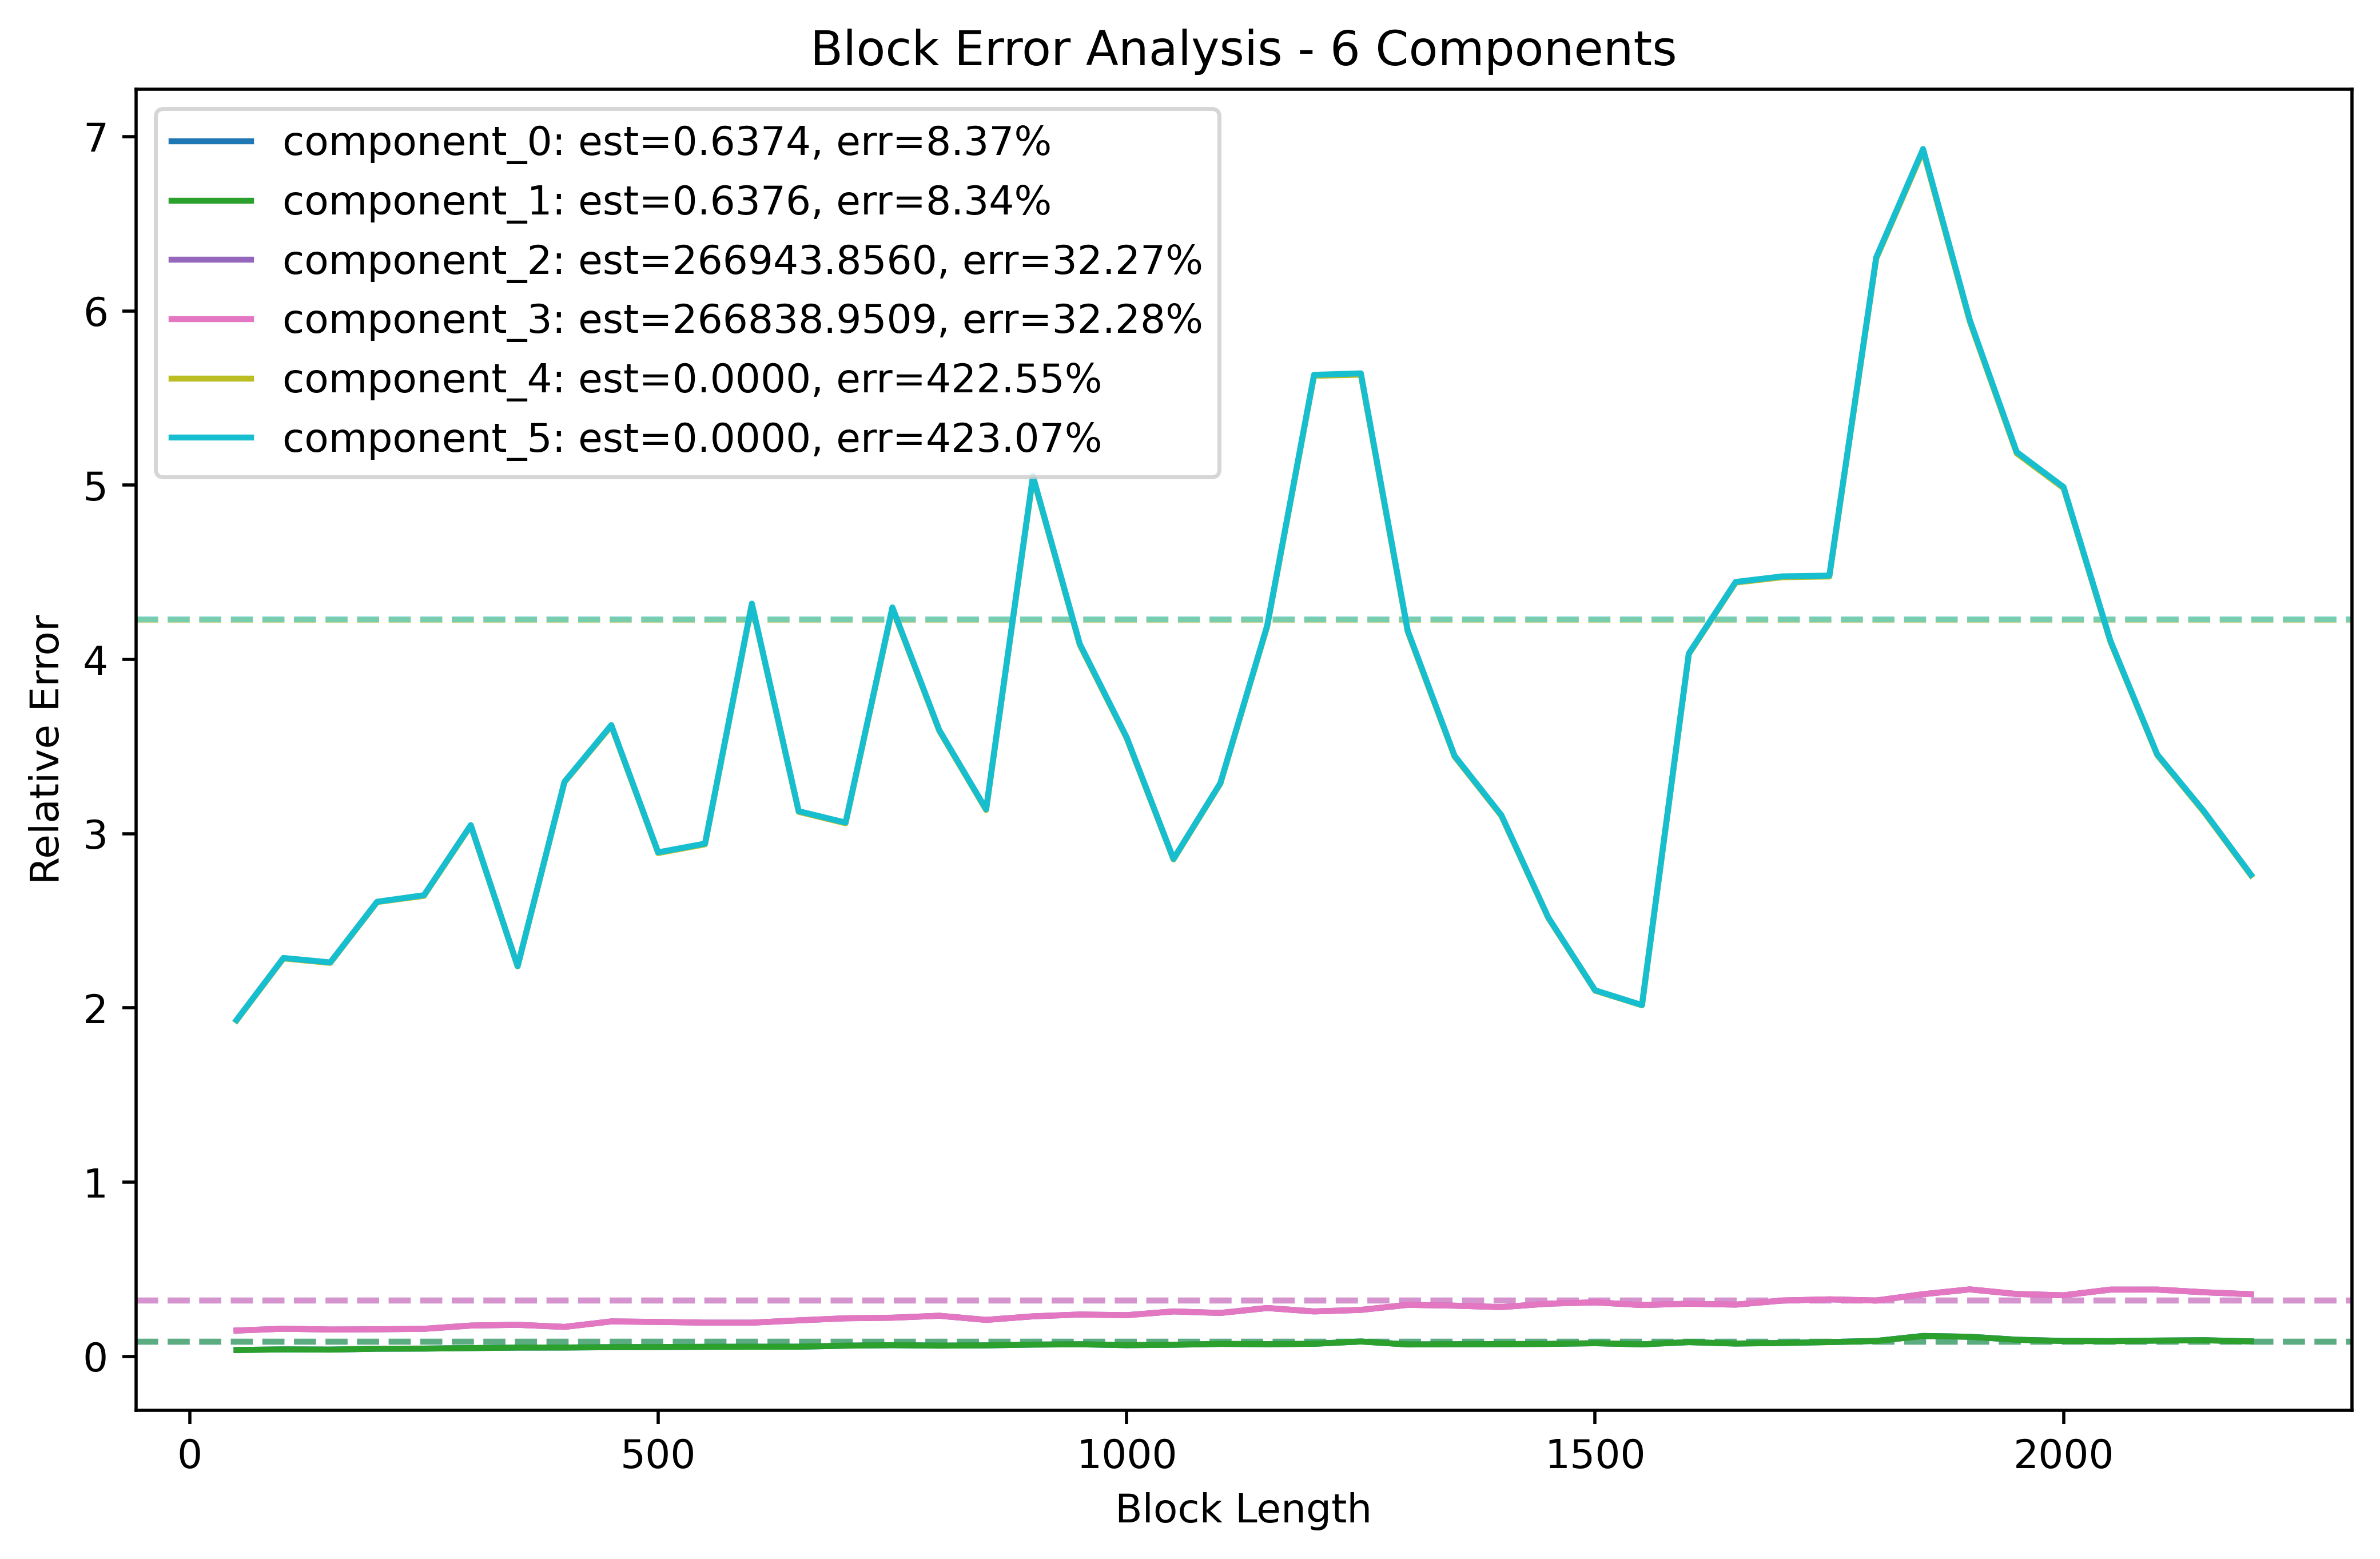 Block Error Analysis - 6 Components
7
6
5
4
3
2
1
0
Relative Error
component_0: est=0.6374, err=8.37%
component_1: est=0.6376, err=8.34%
component_2: est=266943.8560, err=32.27%
component_3: est=266838.9509, err=32.28%
component_4: est=0.0000, err=422.55%
component_5: est=0.0000, err=423.07%
0 500 1000 1500 2000
Block Length